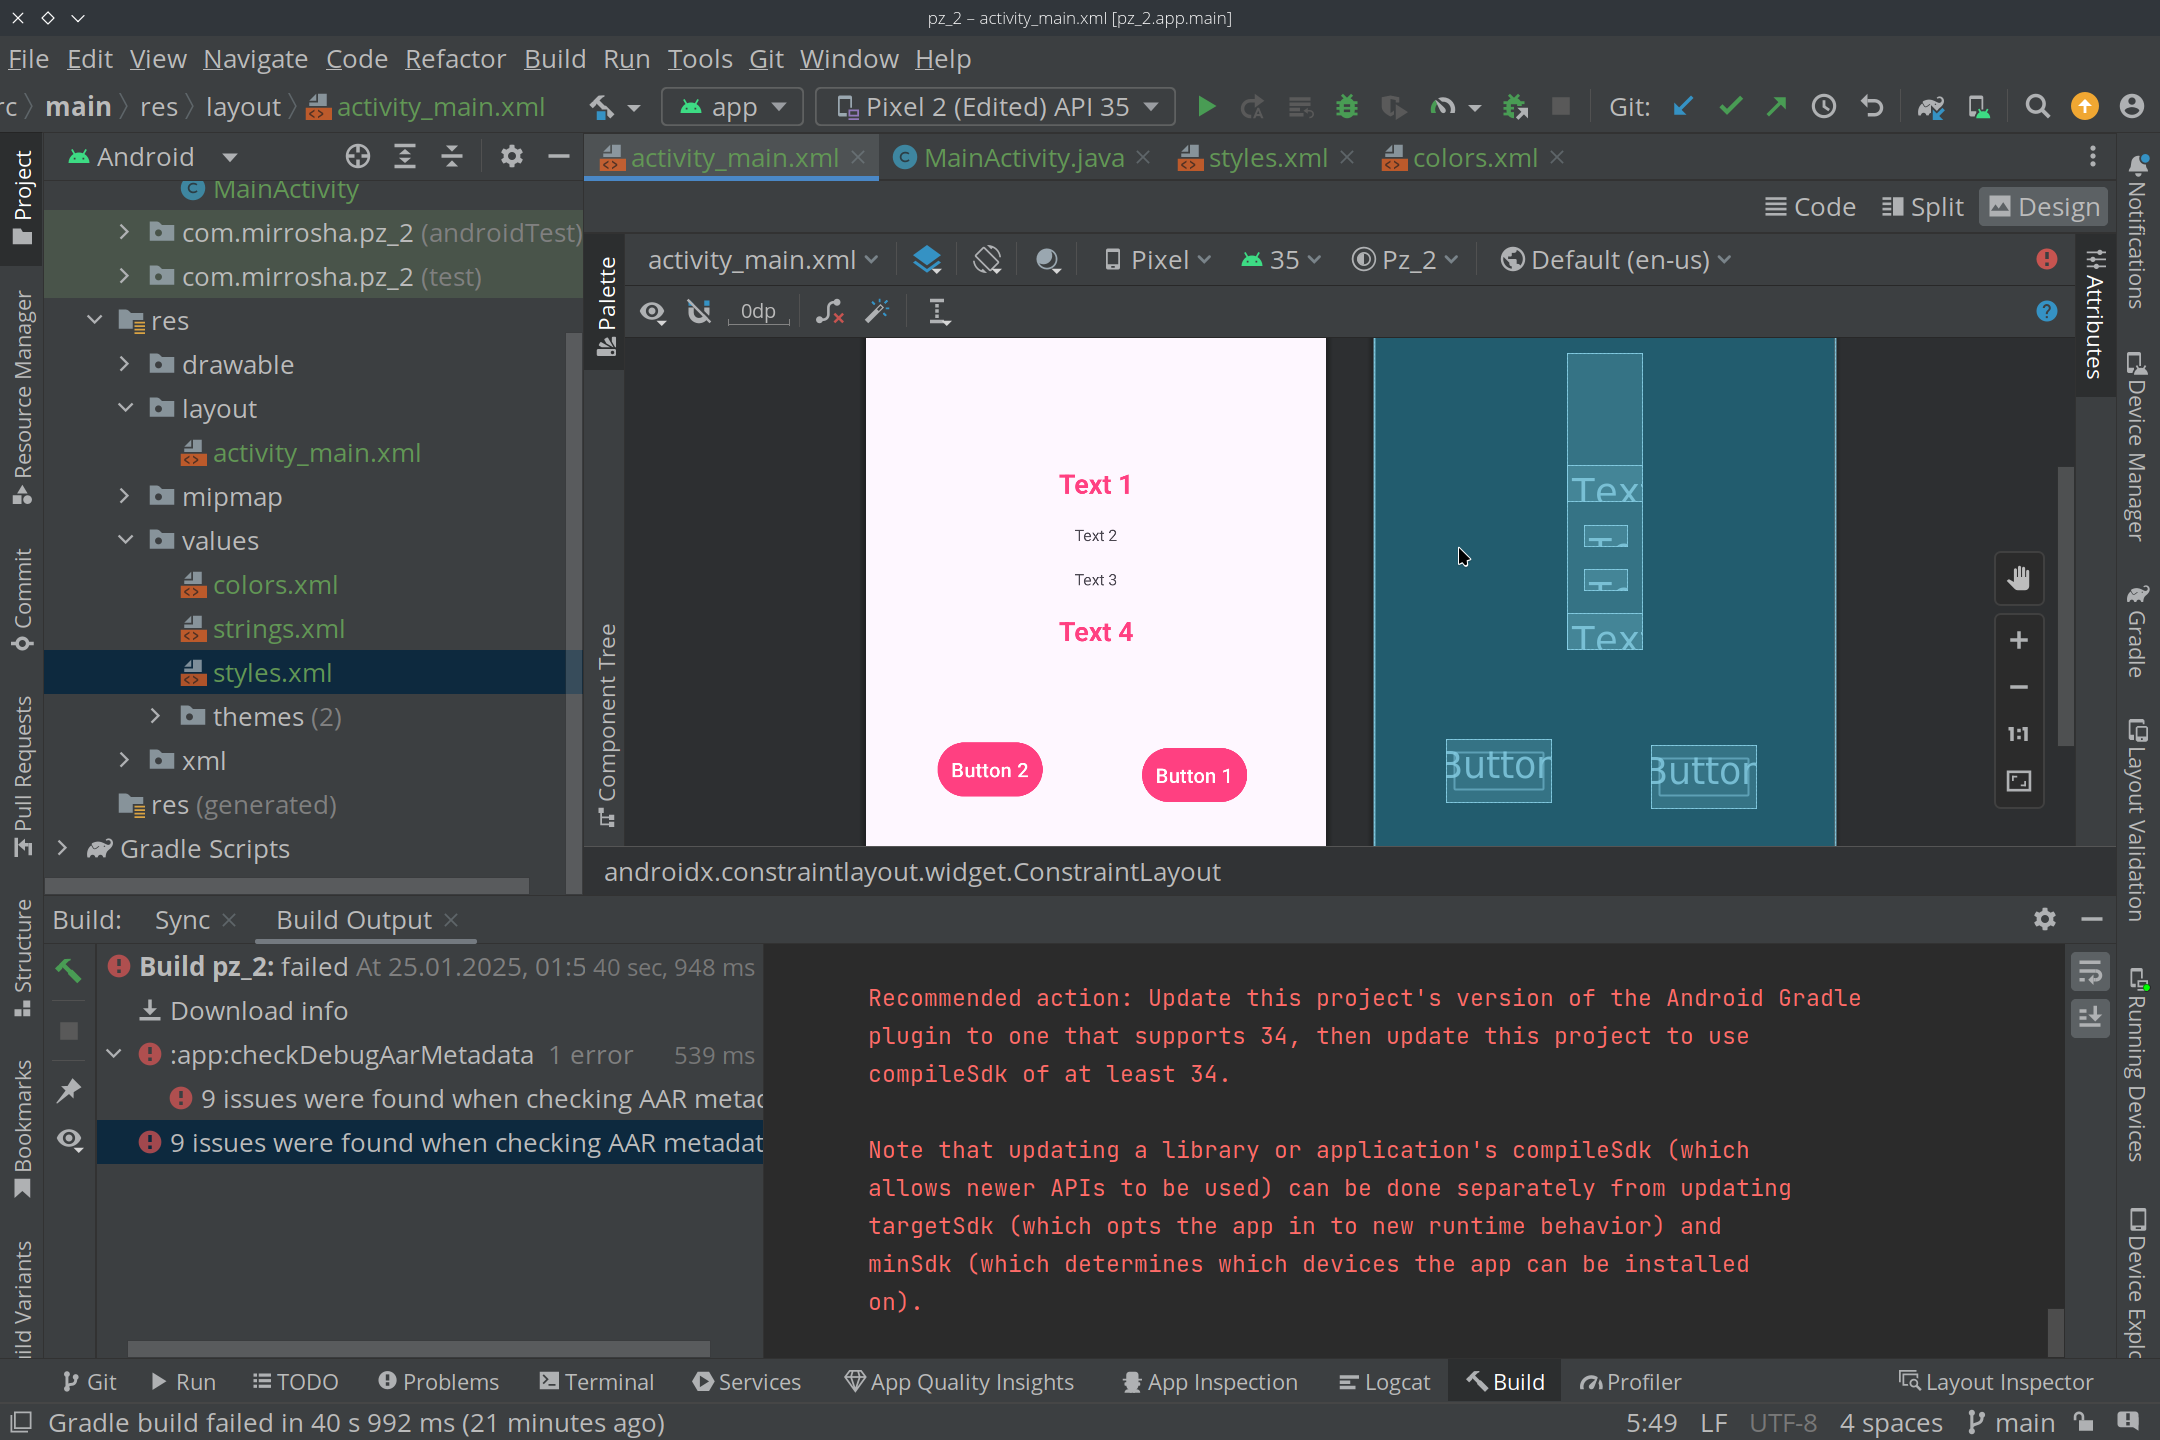 pz_2 – activity_main.xml [pz_2.app.main]
File Edit View Navigate Code Refactor Build Run Tools Git Window Help
rc main res layout activity_main.xml app Pixel 2 (Edited) API 35 Git:
Project
Resource Manager
Commit
Pull Requests
Structure
Bookmarks
ild Variants
Android
MainActivity
com.mirrosha.pz_2 (androidTest)
com.mirrosha.pz_2 (test)
res
drawable
layout
activity_main.xml
mipmap
values
colors.xml
strings.xml
styles.xml
themes (2)
xml
res (generated)
Gradle Scripts
activity_main.xml MainActivity.java styles.xml colors.xml
Code Split Design
Palette
Component Tree
activity_main.xml Pixel 35 Pz_2 Default (en-us)
0dp
Text 1
Text 2
Text 3
Text 4
Button 2 Button 1
Tex
Tex
Button Button
1:1
androidx.constraintlayout.widget.ConstraintLayout
Attributes
Notifications
Device Manager
Gradle
Layout Validation
Running Devices
Device Explo
Build: Sync Build Output
Build pz_2: failed At 25.01.2025, 01:5 40 sec, 948 ms
Download info
:app:checkDebugAarMetadata 1 error 539 ms
9 issues were found when checking AAR metad
9 issues were found when checking AAR metadat
Recommended action: Update this project's version of the Android Gradle
plugin to one that supports 34, then update this project to use
compileSdk of at least 34.
Note that updating a library or application's compileSdk (which
allows newer APIs to be used) can be done separately from updating
targetSdk (which opts the app in to new runtime behavior) and
minSdk (which determines which devices the app can be installed
on).
Git Run TODO Problems Terminal Services App Quality Insights App Inspection Logcat Build Profiler Layout Inspector
Gradle build failed in 40 s 992 ms (21 minutes ago) 5:49 LF UTF-8 4 spaces main